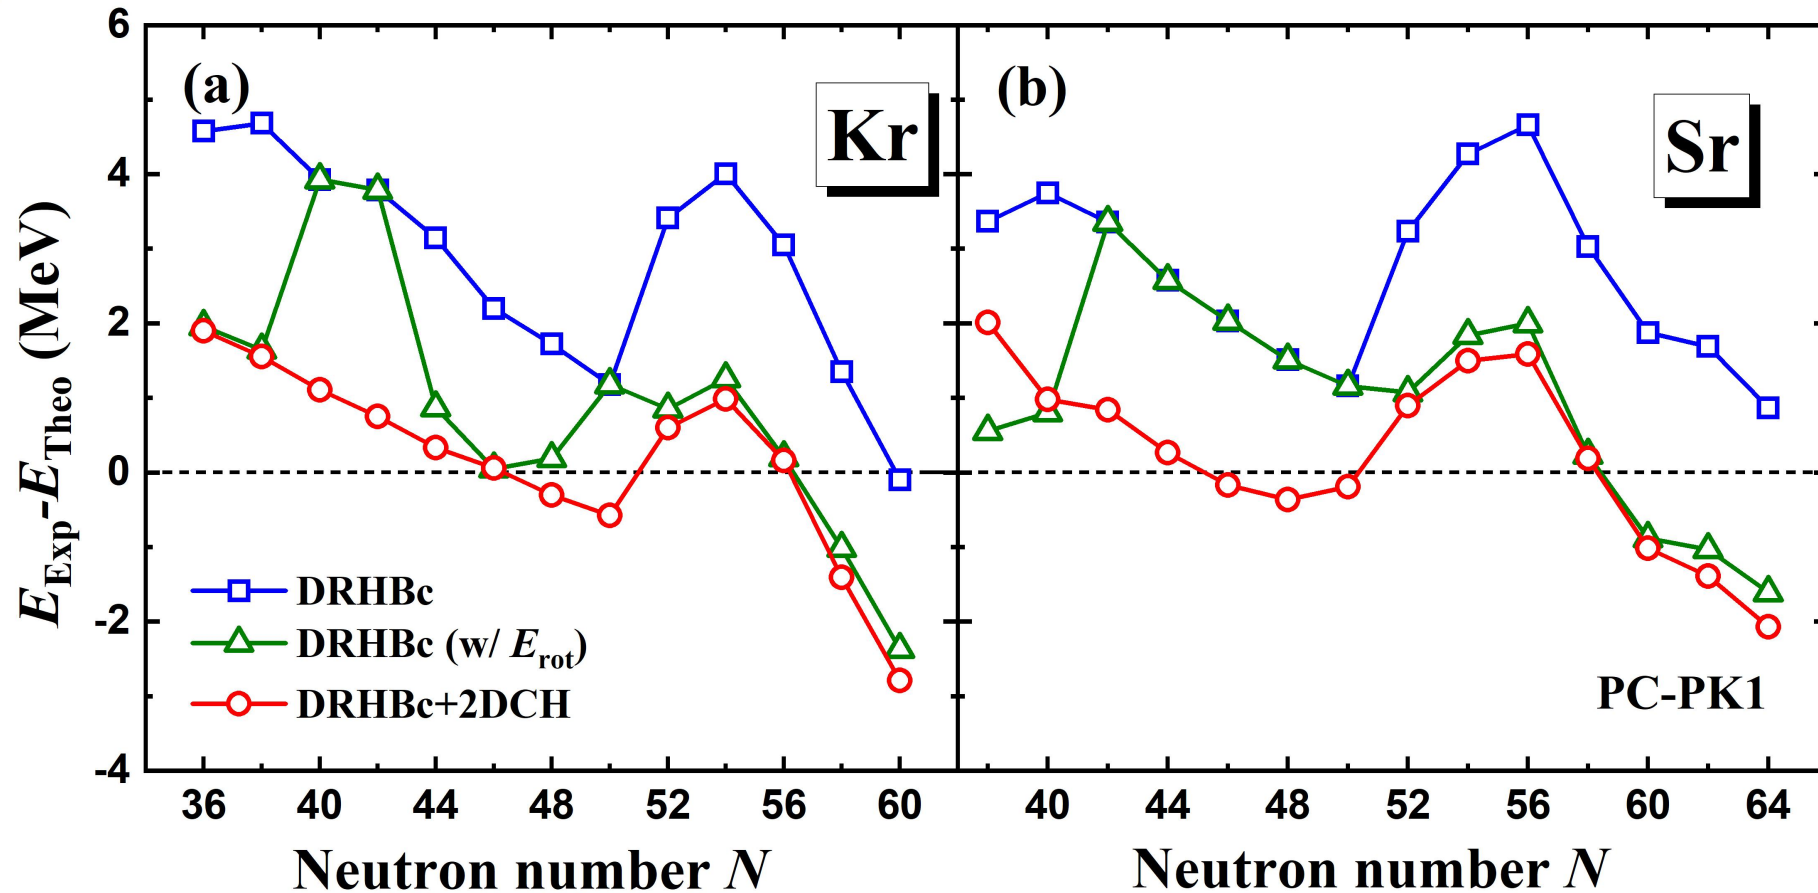 (a)
Kr
(b)
Sr
E_Exp-E_Theo (MeV)
6
4
2
0
-2
-4
DRHBc
DRHBc (w/ E_rot)
DRHBc+2DCH
PC-PK1
36 40 44 48 52 56 60
40 44 48 52 56 60 64
Neutron number N
Neutron number N